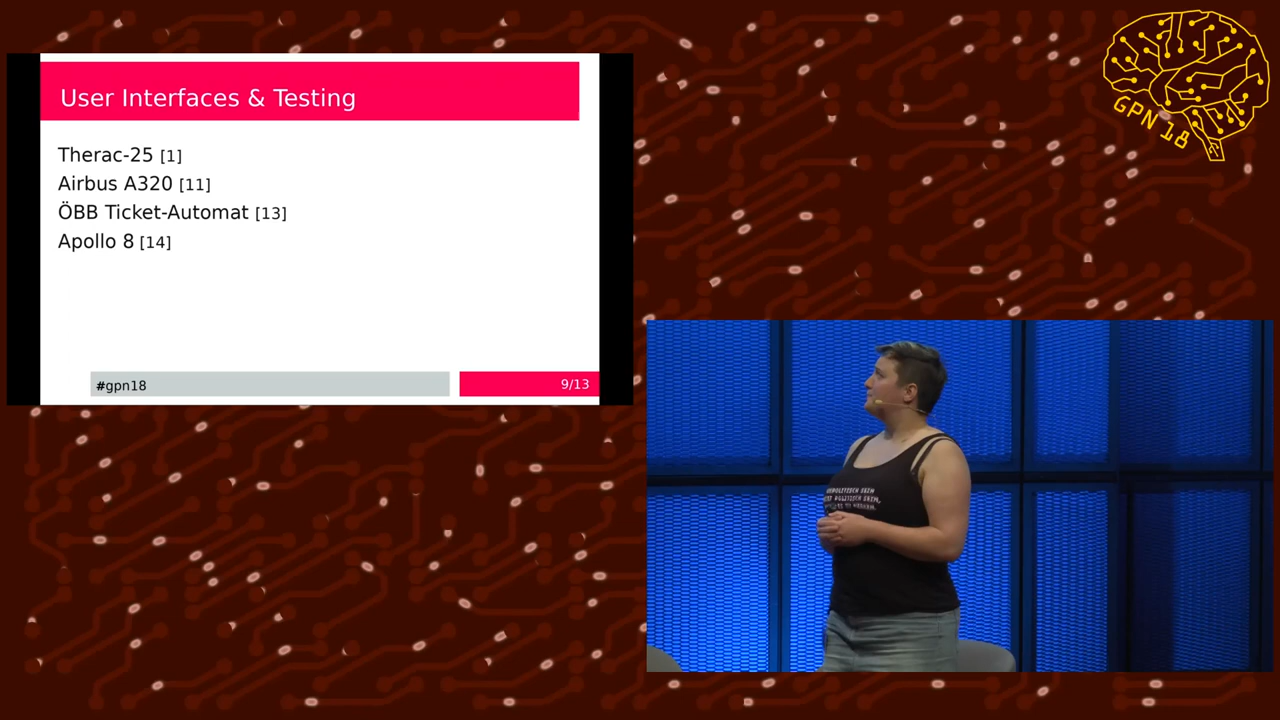 User Interfaces & Testing
Therac-25 [1]
Airbus A320 [11]
ÖBB Ticket-Automat [13]
Apollo 8 [14]
#gpn18
9/13
GPN 18